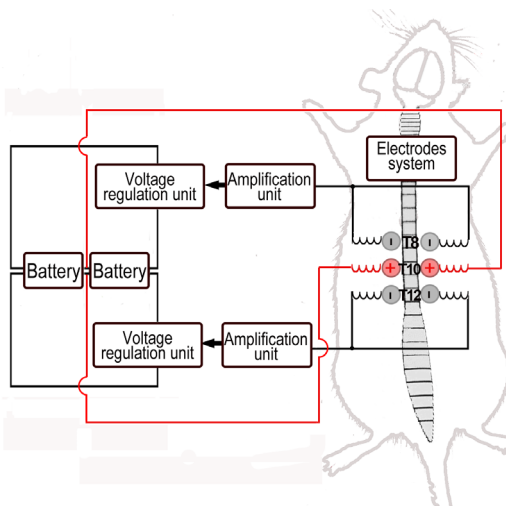 Electrodes
system
Voltage
regulation unit
Amplification
unit
T8
+ T10 +
T12
Battery
Battery
Voltage
regulation unit
Amplification
unit